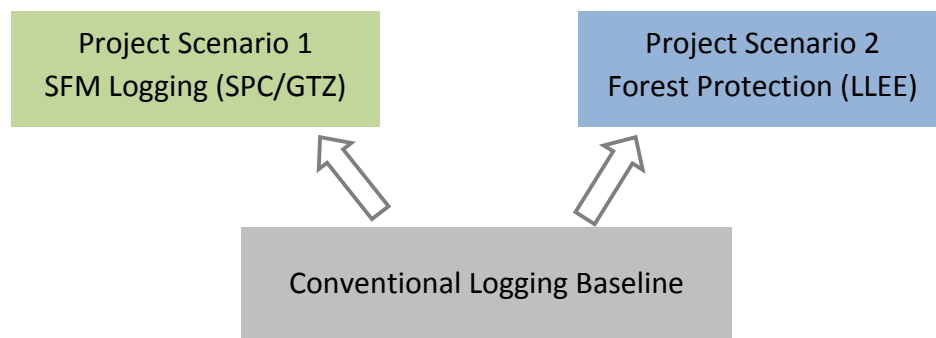 Project Scenario 1
SFM Logging (SPC/GTZ)
Project Scenario 2
Forest Protection (LLEE)
Conventional Logging Baseline